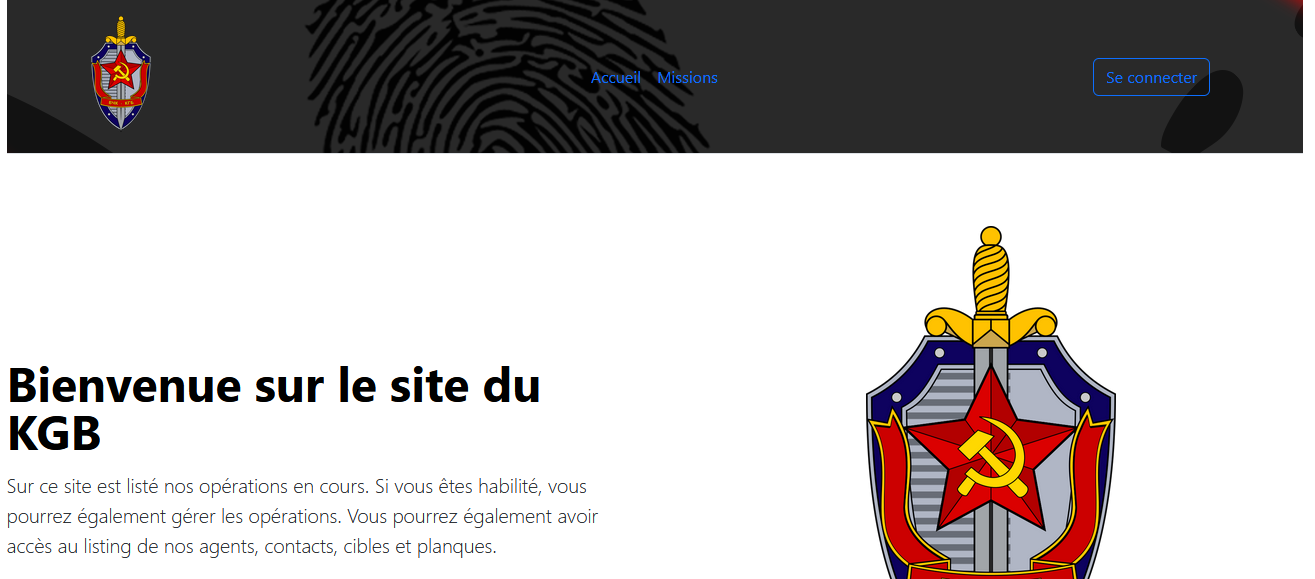 Accueil Missions Se connecter
Bienvenue sur le site du
KGB
Sur ce site est listé nos opérations en cours. Si vous êtes habilité, vous
pourrez également gérer les opérations. Vous pourrez également avoir
accès au listing de nos agents, contacts, cibles et planques.